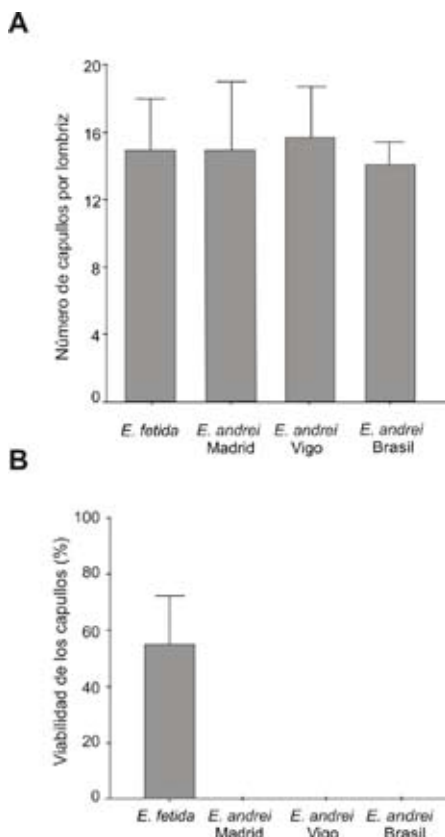 A
Número de capullos por lombriz
20
16
12
8
4
0
E. fetida E. andrei E. andrei E. andrei
Madrid Vigo Brasil
B
Viabilidad de los capullos (%)
100
80
60
40
20
0
E. fetida E. andrei E. andrei E. andrei
Madrid Vigo Brasil